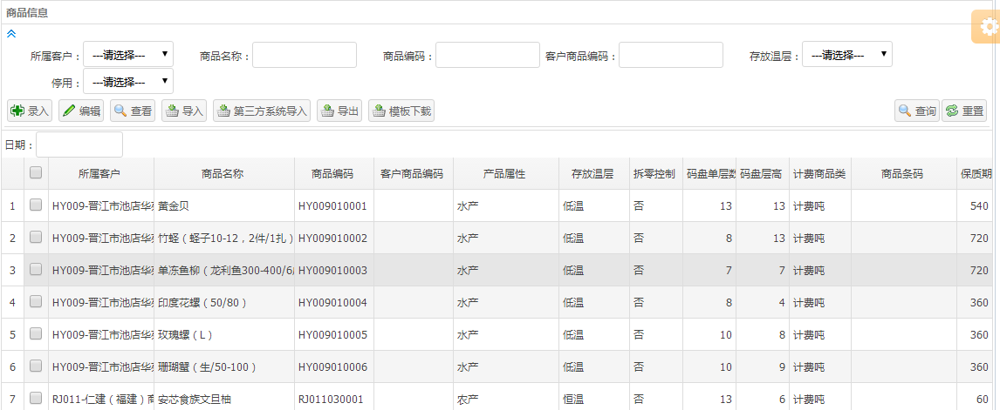 商品信息
所属客户： ---请选择--- 商品名称： 商品编码： 客户商品编码： 存放温层： ---请选择---
停用： ---请选择---
录入 编辑 查看 导入 第三方系统导入 导出 模板下载 查询 重置
日期：
所属客户 商品名称 商品编码 客户商品编码 产品属性 存放温层 拆零控制 码盘单层数 码盘层高 计费商品类 商品条码 保质期
1 HY009-晋江市池店华 黄金贝 HY009010001 水产 低温 否 13 13 计费吨 540
2 HY009-晋江市池店华 竹蛏（蛏子10-12，2件/1扎） HY009010002 水产 低温 否 8 13 计费吨 720
3 HY009-晋江市池店华 单冻鱼柳（龙利鱼300-400/6 HY009010003 水产 低温 否 7 7 计费吨 720
4 HY009-晋江市池店华 印度花螺（50/80） HY009010004 水产 低温 否 8 4 计费吨 360
5 HY009-晋江市池店华 玫瑰螺（L） HY009010005 水产 低温 否 10 8 计费吨 360
6 HY009-晋江市池店华 珊瑚蟹（生/50-100） HY009010006 水产 低温 否 10 9 计费吨 360
7 RJ011-仁建（福建）商 安芯食族文旦柚 RJ011030001 农产 恒温 否 13 6 计费吨 60